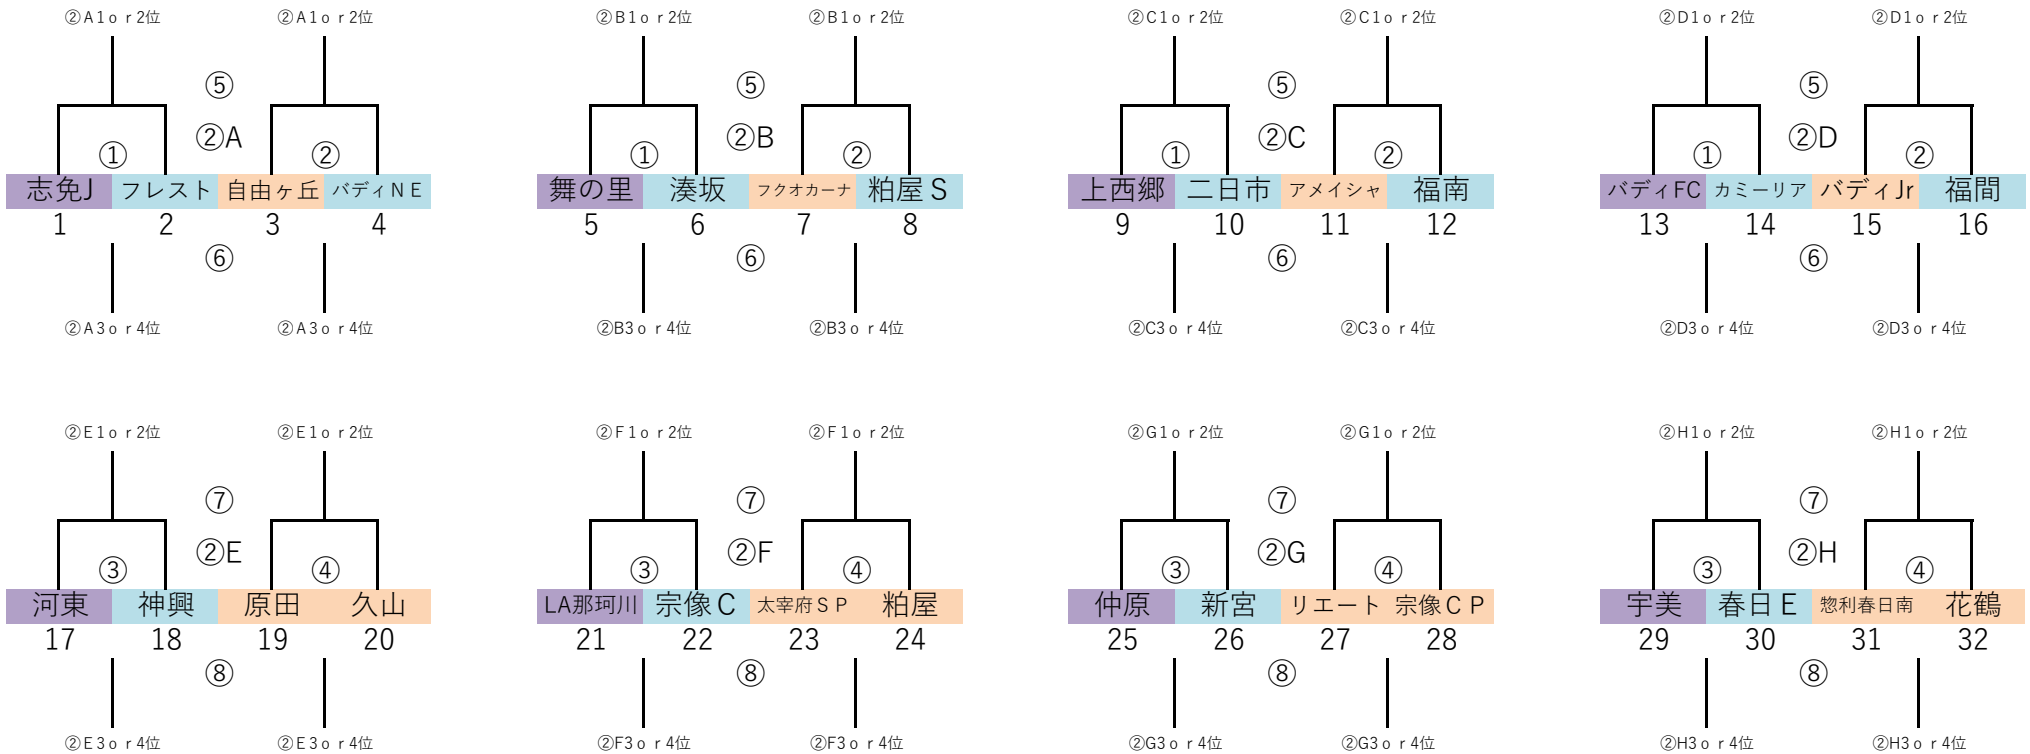 ②A1ｏｒ2位 ②A1ｏｒ2位 ②B1ｏｒ2位 ②B1ｏｒ2位 ②C1ｏｒ2位 ②C1ｏｒ2位 ②D1ｏｒ2位 ②D1ｏｒ2位
⑤ ⑤ ⑤ ⑤
②A ②B ②C ②D
① ② ① ② ① ② ① ②
志免J フレスト 自由ヶ丘 バディＮＥ 舞の里 湊坂 フクオカーナ 粕屋Ｓ 上西郷 二日市 アメイシャ 福南 バディFC カミーリア バディJr 福間
1 2 3 4 5 6 7 8 9 10 11 12 13 14 15 16
⑥ ⑥ ⑥ ⑥
②A3ｏｒ4位 ②A3ｏｒ4位 ②B3ｏｒ4位 ②B3ｏｒ4位 ②C3ｏｒ4位 ②C3ｏｒ4位 ②D3ｏｒ4位 ②D3ｏｒ4位
②E1ｏｒ2位 ②E1ｏｒ2位 ②F1ｏｒ2位 ②F1ｏｒ2位 ②G1ｏｒ2位 ②G1ｏｒ2位 ②H1ｏｒ2位 ②H1ｏｒ2位
⑦ ⑦ ⑦ ⑦
②E ②F ②G ②H
③ ④ ③ ④ ③ ④ ③ ④
河東 神興 原田 久山 LA那珂川 宗像Ｃ 太宰府ＳＰ 粕屋 仲原 新宮 リエート 宗像ＣＰ 宇美 春日Ｅ 惣利春日南 花鶴
17 18 19 20 21 22 23 24 25 26 27 28 29 30 31 32
⑧ ⑧ ⑧ ⑧
②E3ｏｒ4位 ②E3ｏｒ4位 ②F3ｏｒ4位 ②F3ｏｒ4位 ②G3ｏｒ4位 ②G3ｏｒ4位 ②H3ｏｒ4位 ②H3ｏｒ4位